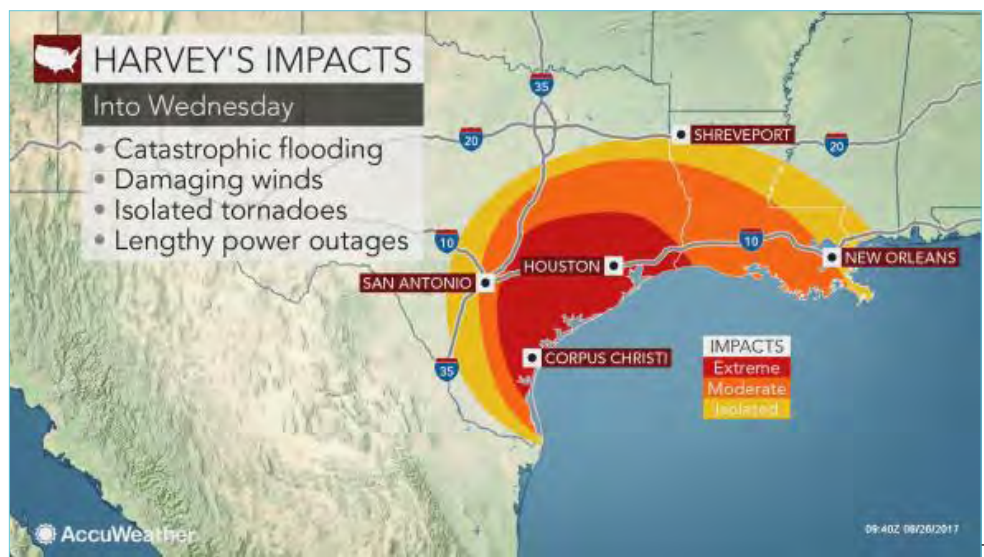 HARVEY'S IMPACTS
Into Wednesday
• Catastrophic flooding
• Damaging winds
• Isolated tornadoes
• Lengthy power outages
35
20
SHREVEPORT
20
10
10
HOUSTON
NEW ORLEANS
SAN ANTONIO
35
CORPUS CHRISTI
IMPACTS
Extreme
Moderate
Isolated
AccuWeather
09:40Z 08/26/2017